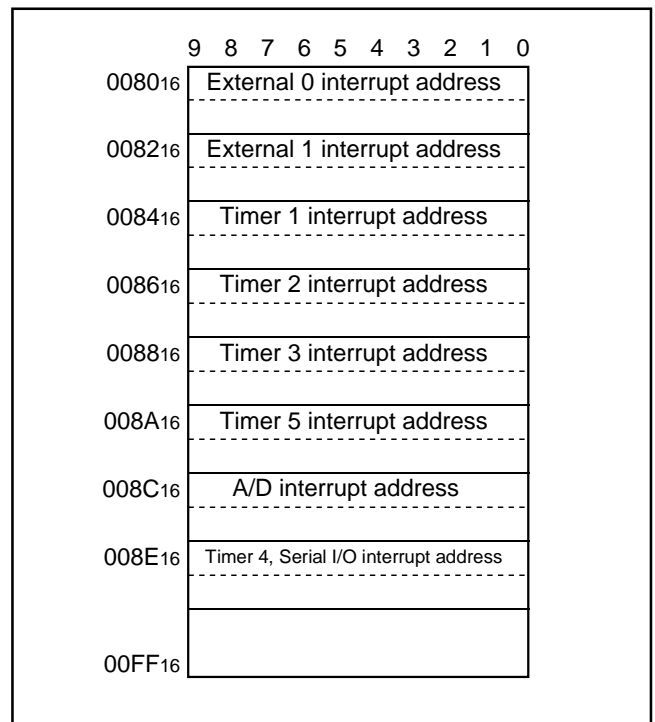 9 8 7 6 5 4 3 2 1 0
008016 External 0 interrupt address
008216 External 1 interrupt address
008416 Timer 1 interrupt address
008616 Timer 2 interrupt address
008816 Timer 3 interrupt address
008A16 Timer 5 interrupt address
008C16 A/D interrupt address
008E16 Timer 4, Serial I/O interrupt address
00FF16